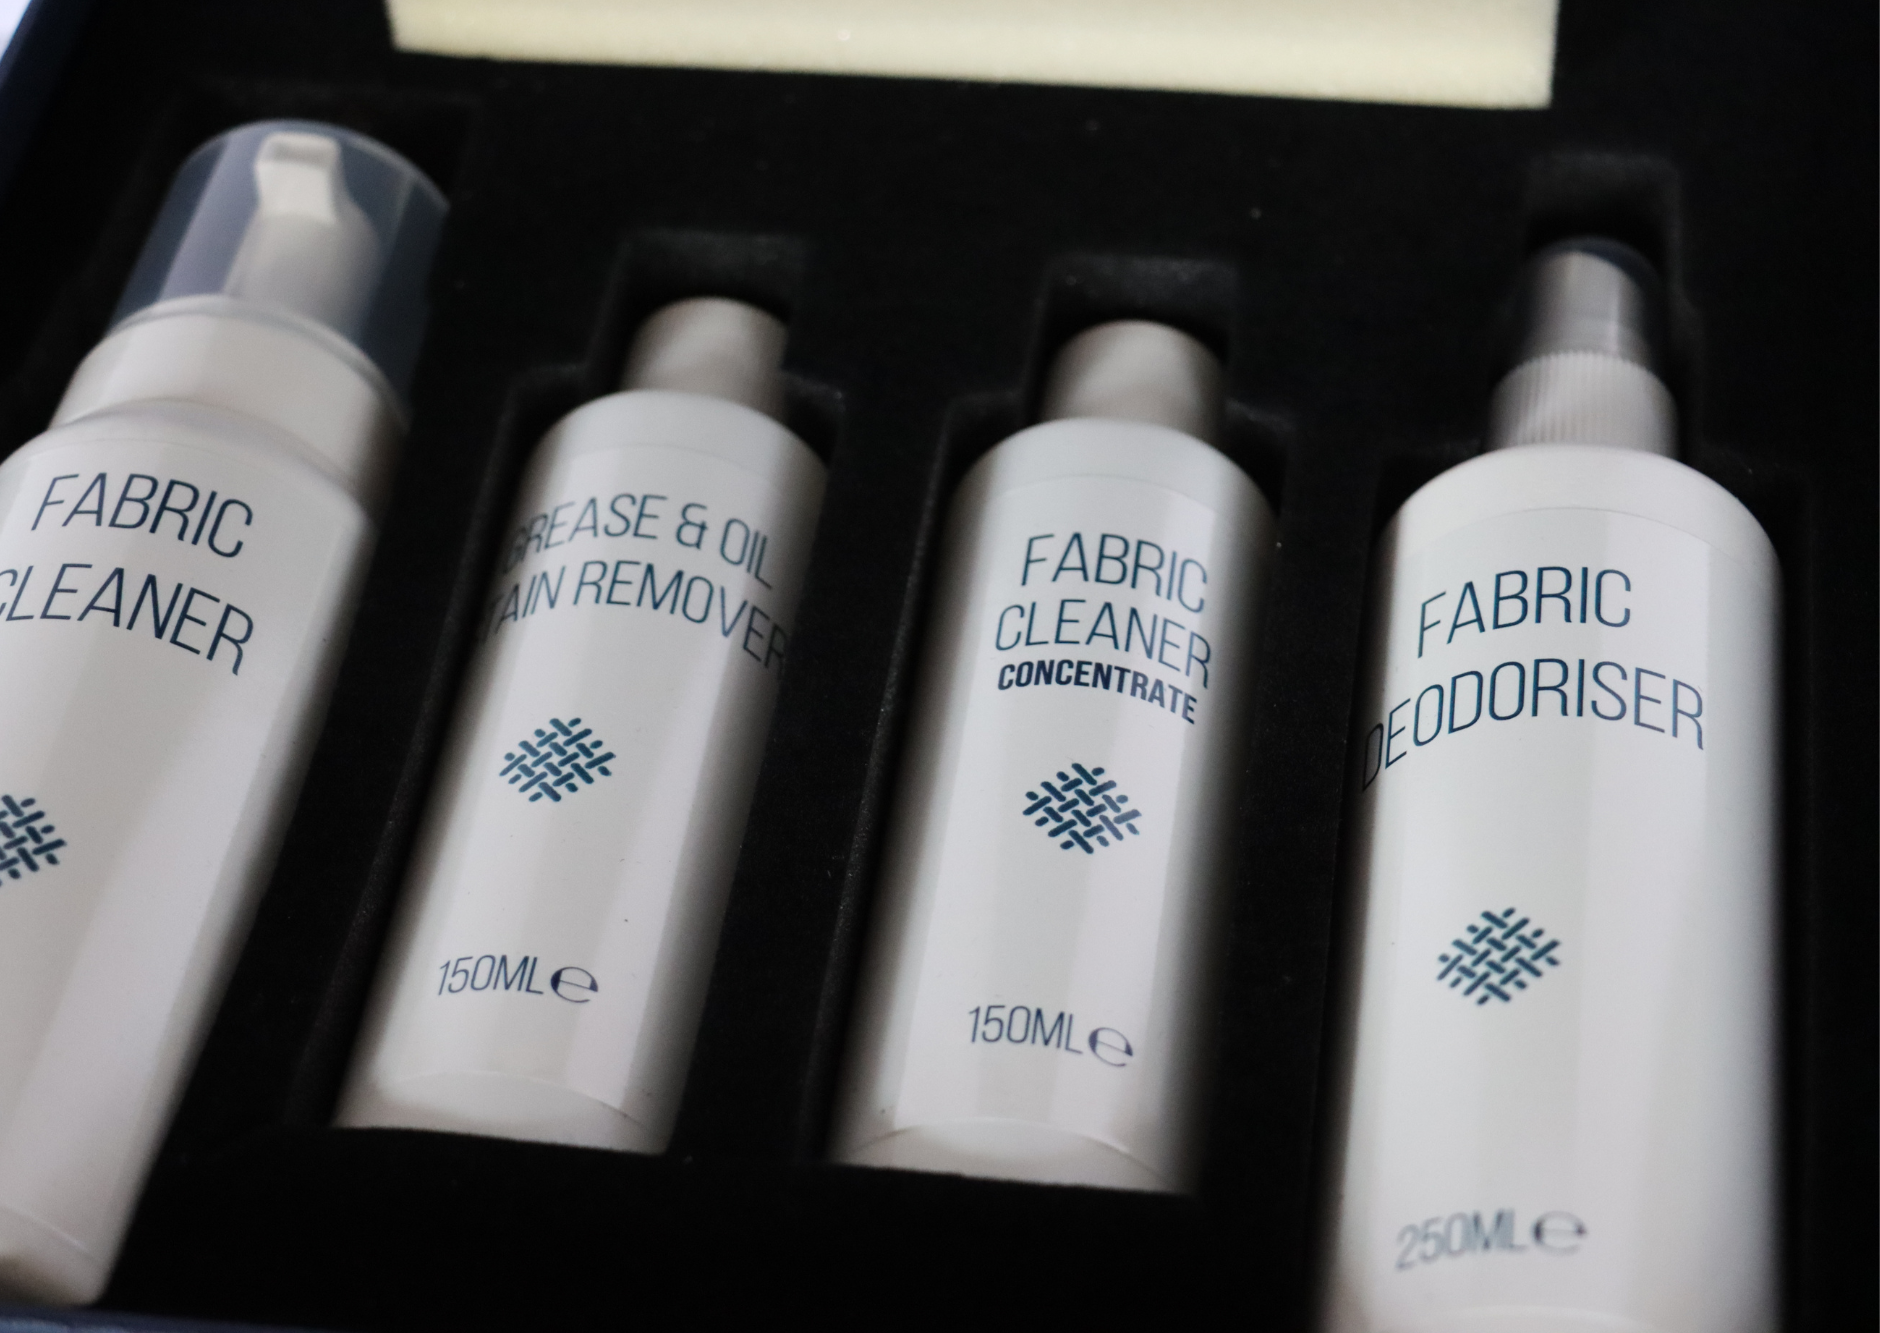 FABRIC
CLEANER
GREASE & OIL
STAIN REMOVER
150ML e
FABRIC
CLEANER
CONCENTRATE
150ML e
FABRIC
DEODORISER
250ML e